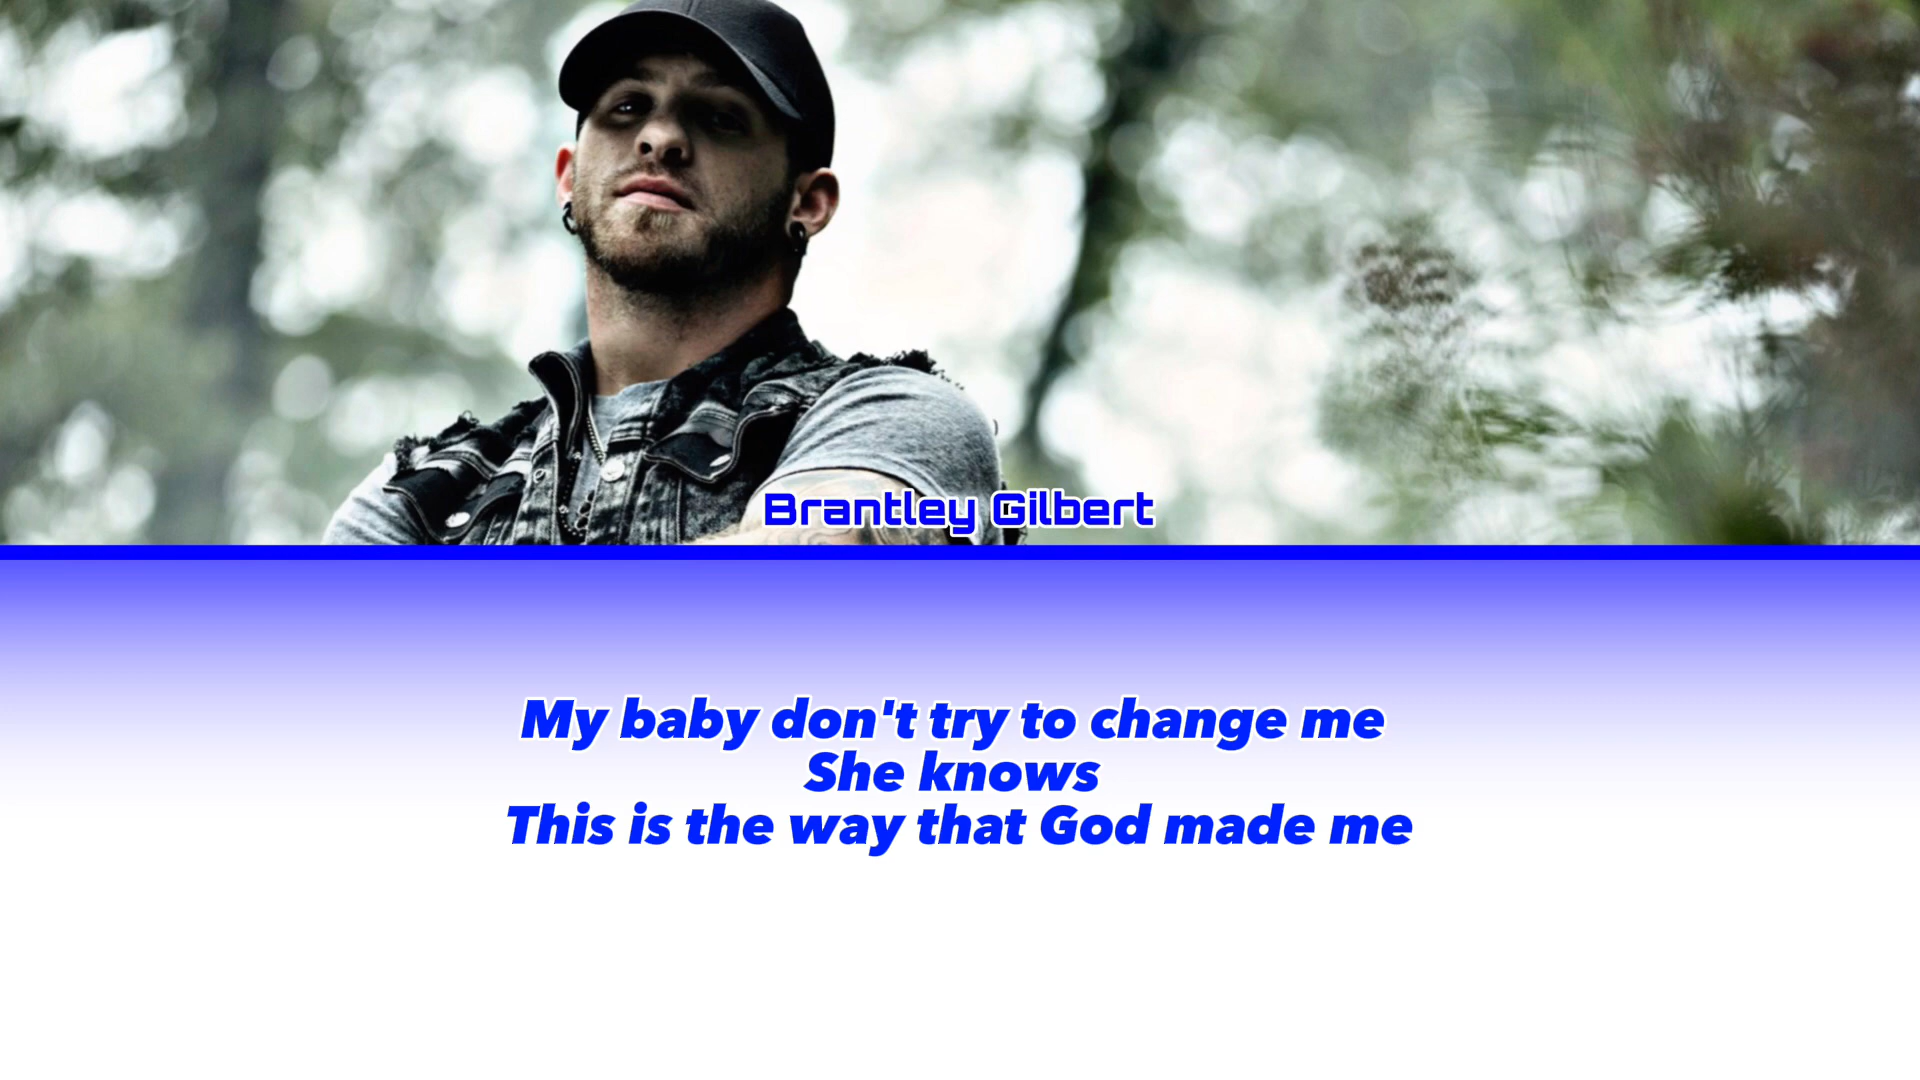 Brantley Gilbert
My baby don't try to change me
She knows
This is the way that God made me